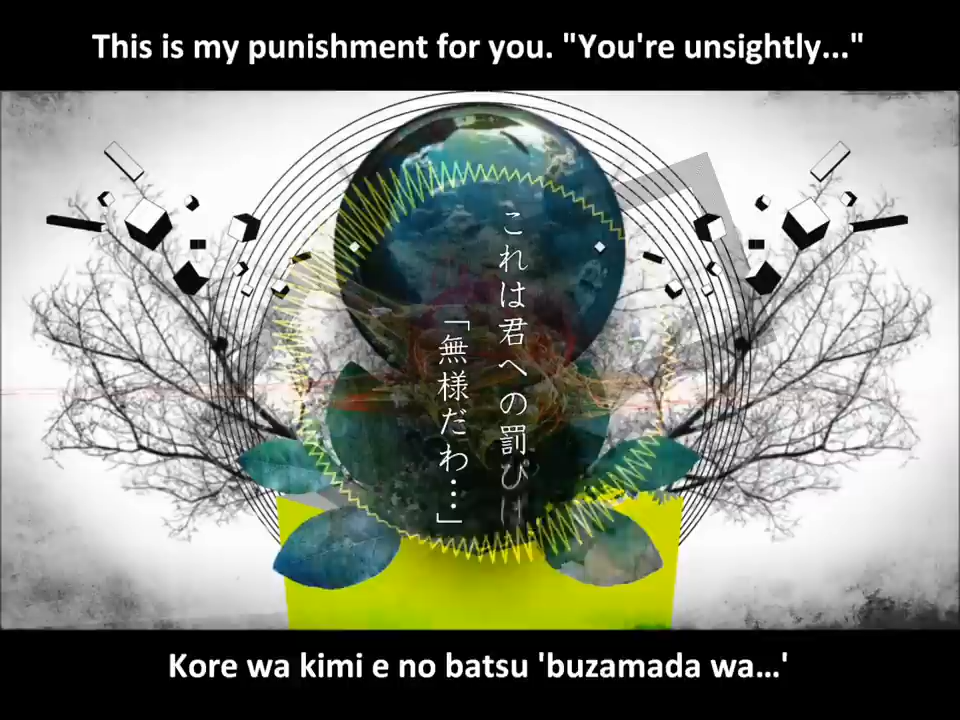 This is my punishment for you. "You're unsightly..."
これは君への罰
「無様だわ…」
Kore wa kimi e no batsu 'buzamada wa…'